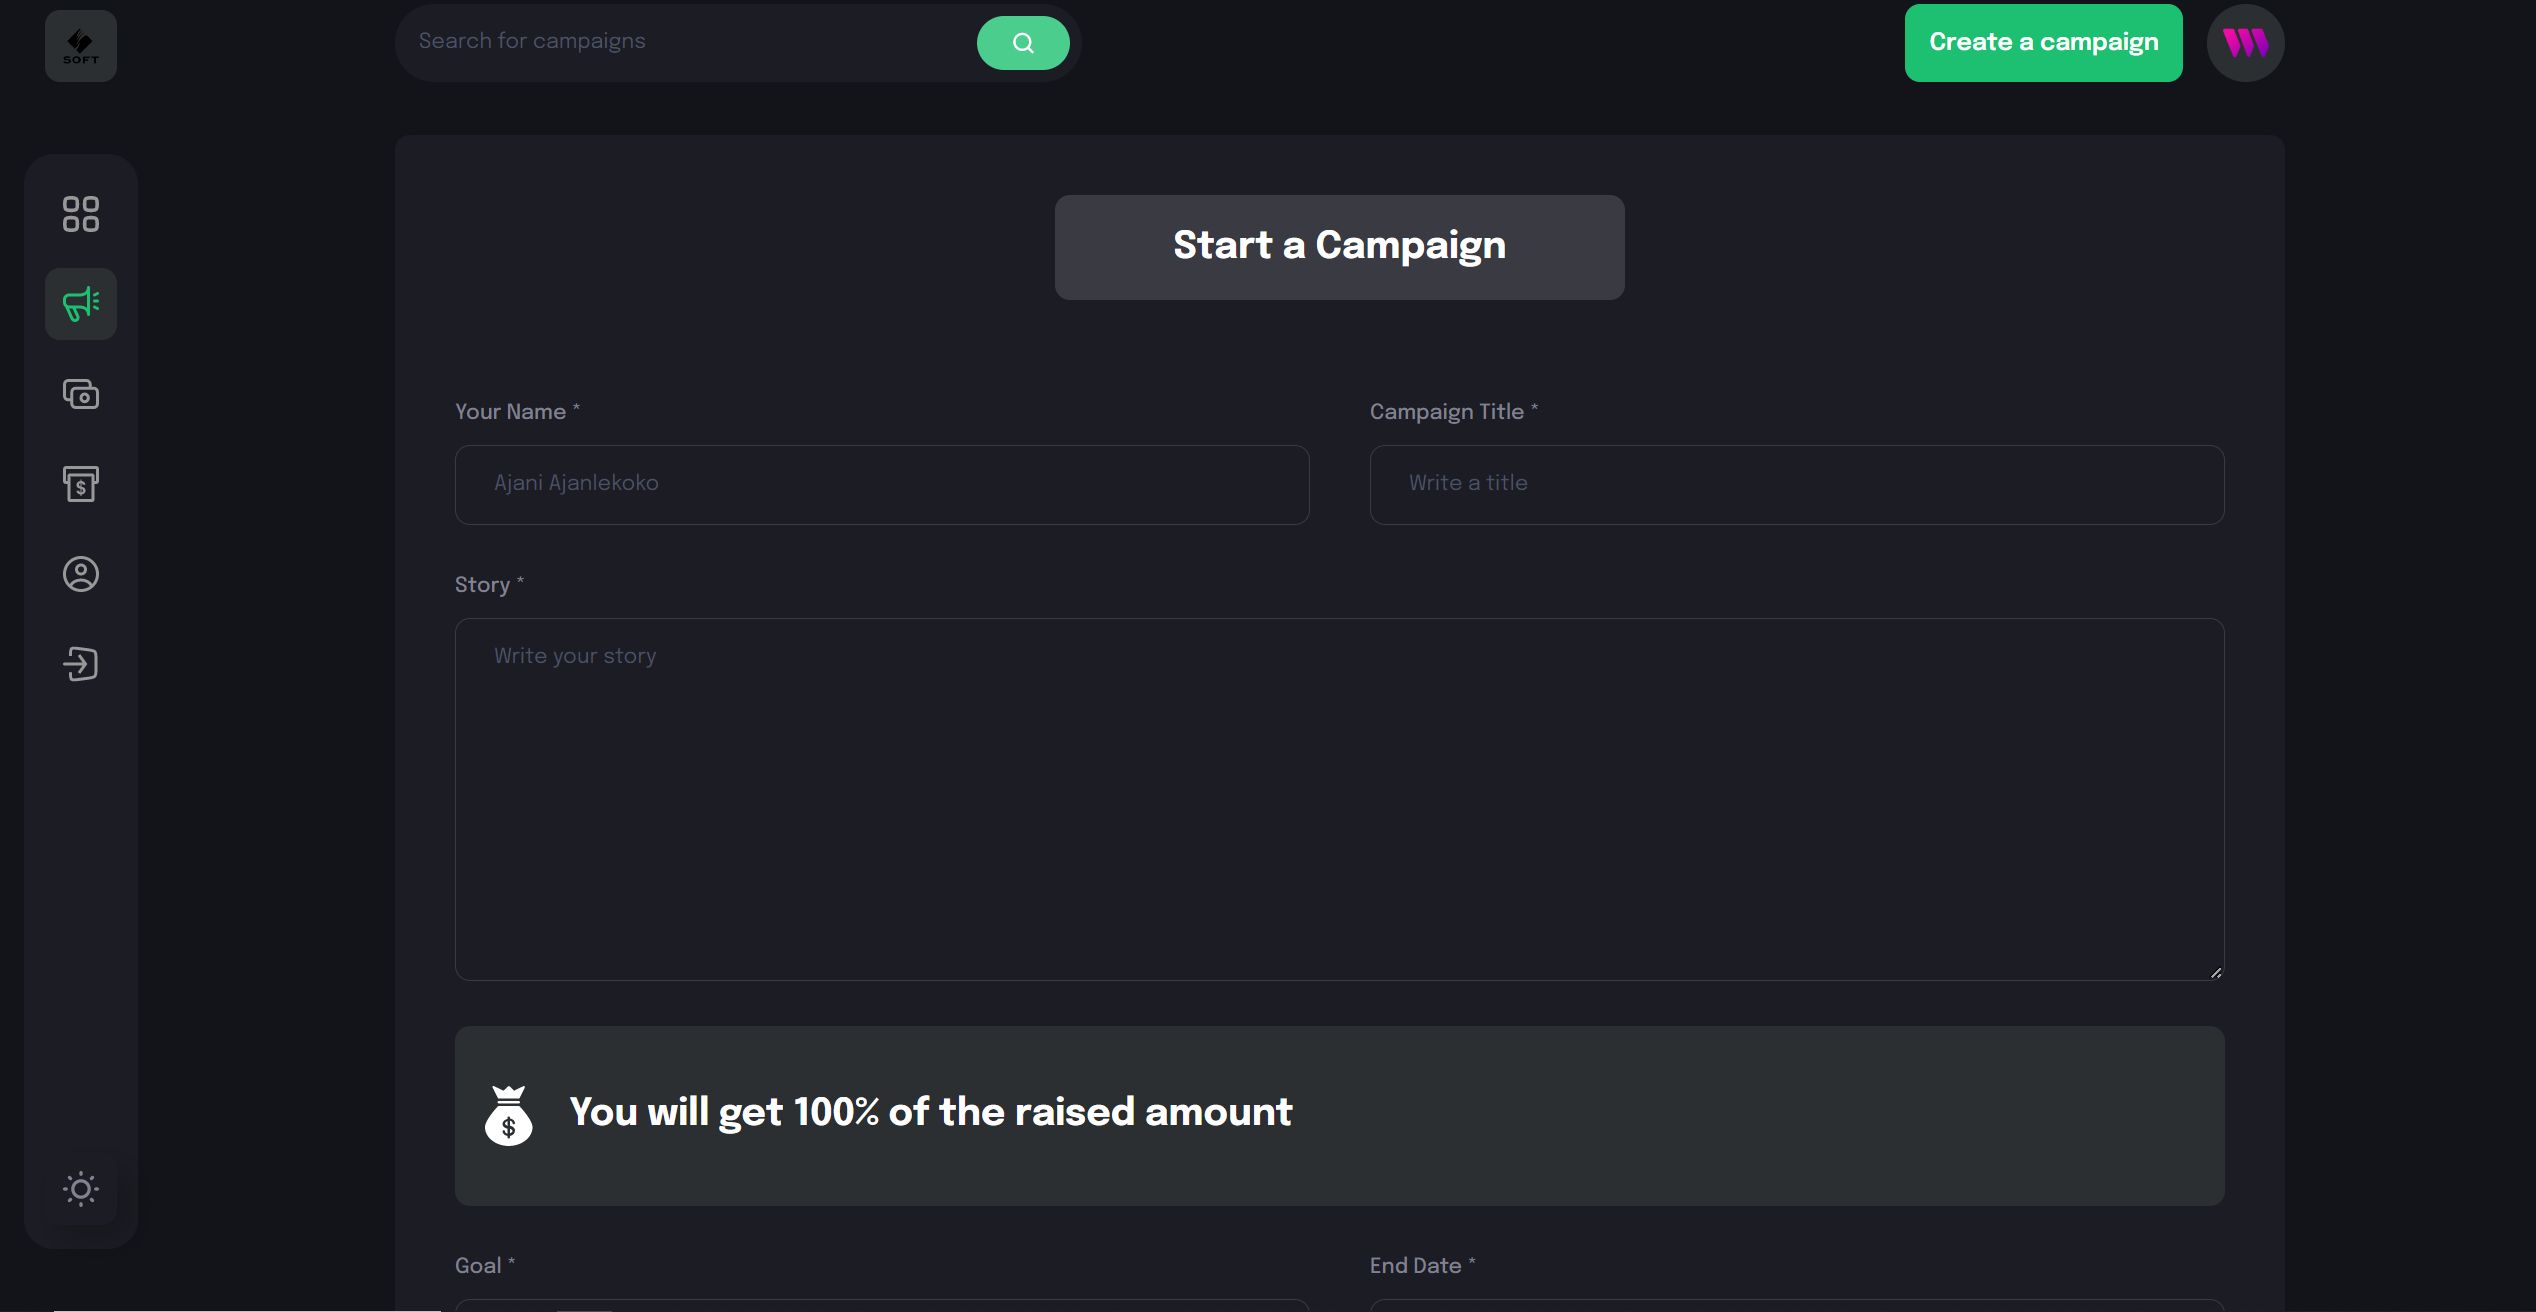 SOFT
Search for campaigns
Create a campaign
Start a Campaign
Your Name *
Campaign Title *
Ajani Ajanlekoko
Write a title
Story *
Write your story
$
You will get 100% of the raised amount
Goal *
End Date *